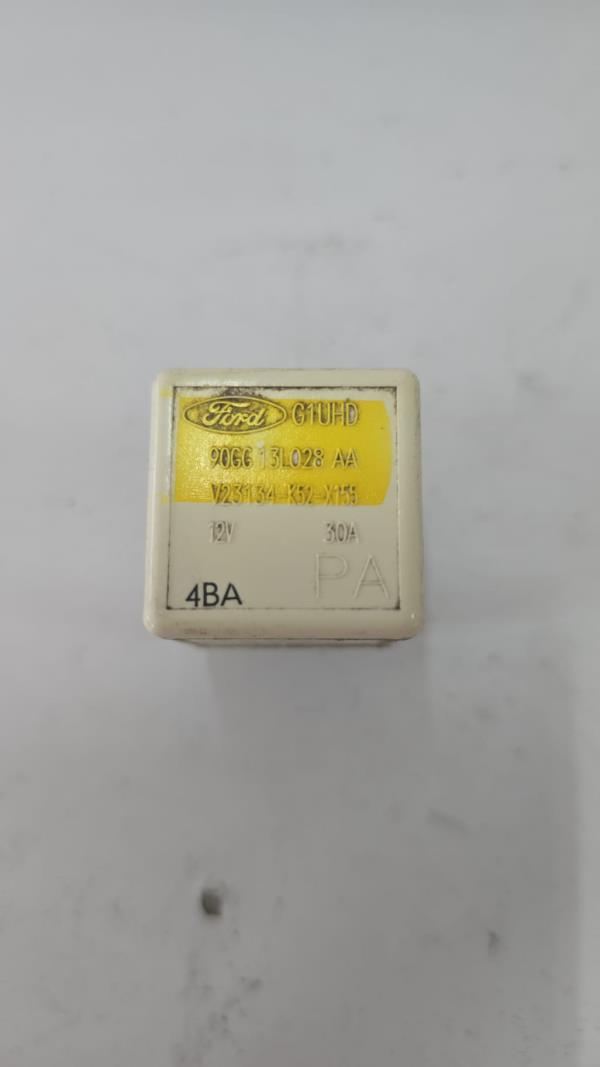 Ford G1UHD
90GG 13L028 AA
V23134-K52-X155
12V 30A
PA
4BA